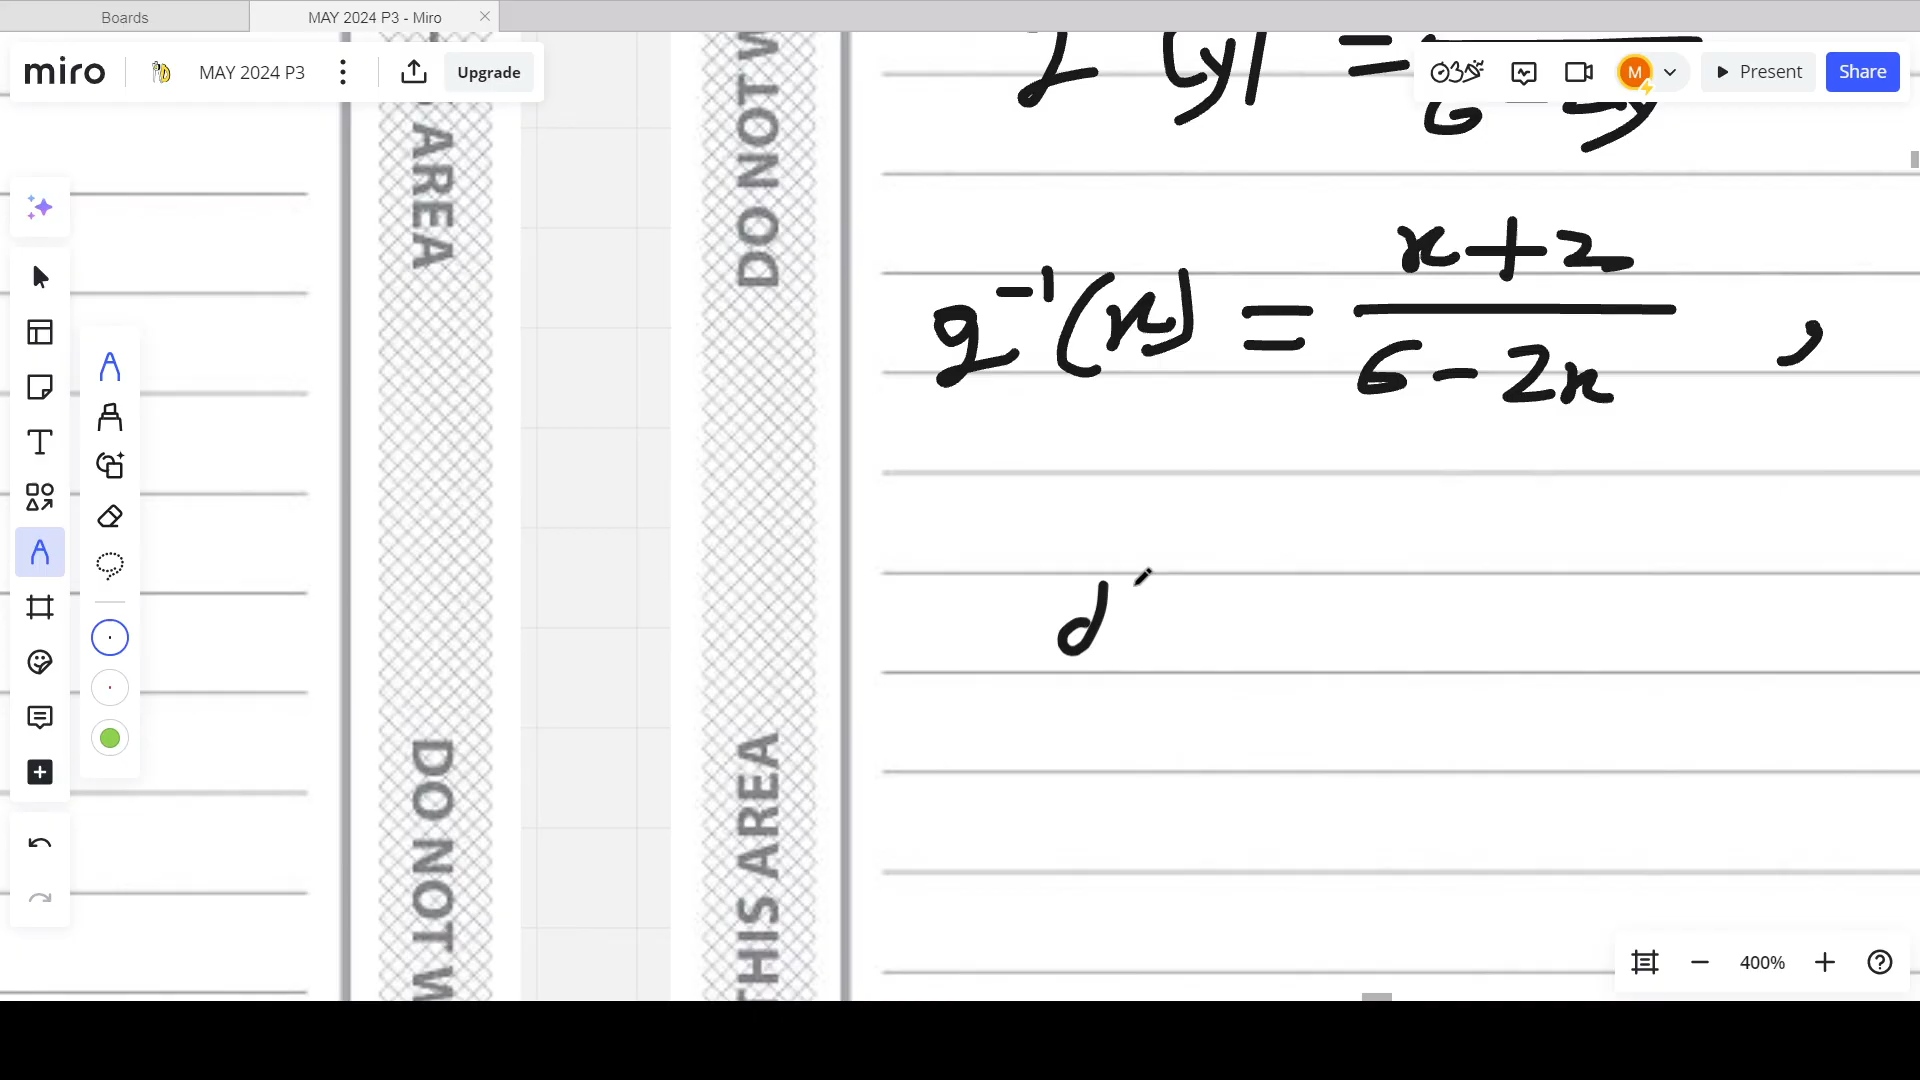 Boards
MAY 2024 P3 - Miro
miro
MAY 2024 P3
Upgrade
Present
Share
M
AREA
DO NOT W
DO NOT W
THIS AREA
(y) =
g⁻¹(x) = x+2 / 6-2x ,
d
400%